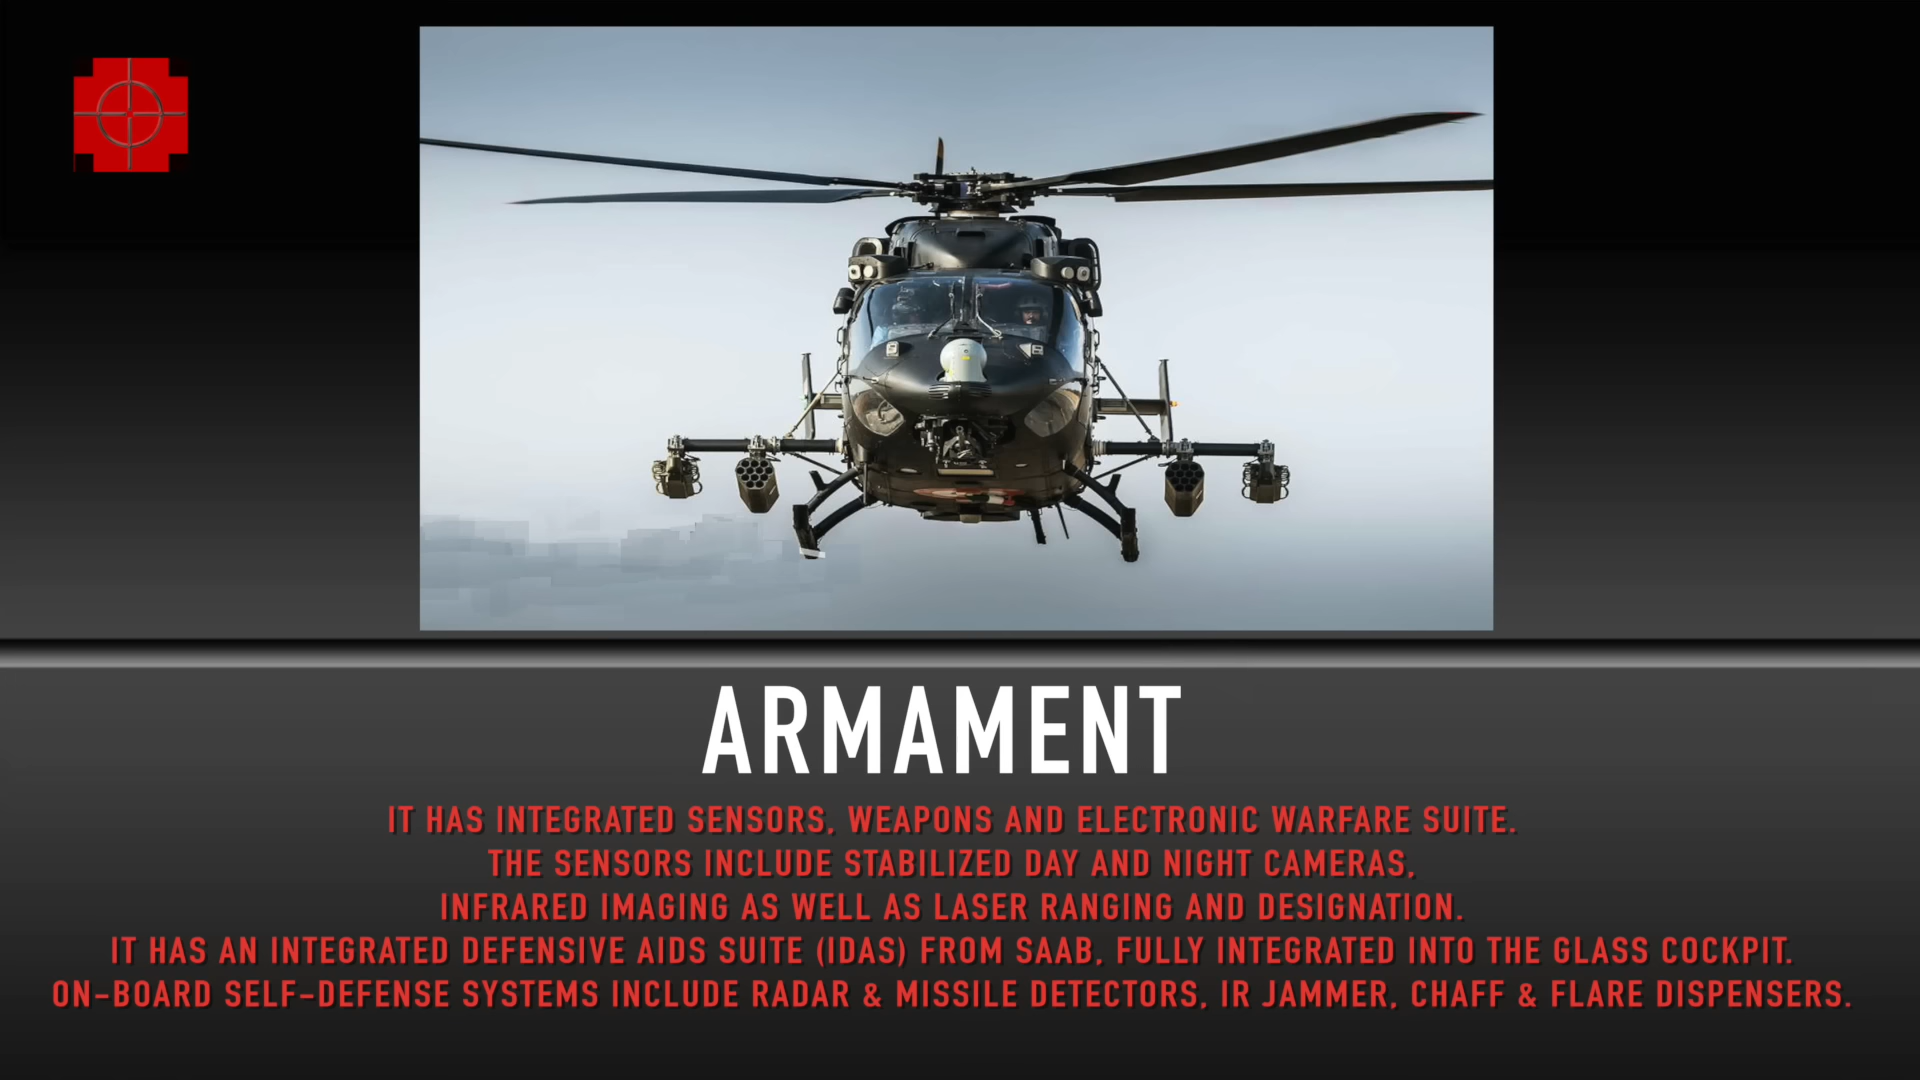 ARMAMENT
IT HAS INTEGRATED SENSORS, WEAPONS AND ELECTRONIC WARFARE SUITE.
THE SENSORS INCLUDE STABILIZED DAY AND NIGHT CAMERAS,
INFRARED IMAGING AS WELL AS LASER RANGING AND DESIGNATION.
IT HAS AN INTEGRATED DEFENSIVE AIDS SUITE (IDAS) FROM SAAB, FULLY INTEGRATED INTO THE GLASS COCKPIT.
ON-BOARD SELF-DEFENSE SYSTEMS INCLUDE RADAR & MISSILE DETECTORS, IR JAMMER, CHAFF & FLARE DISPENSERS.